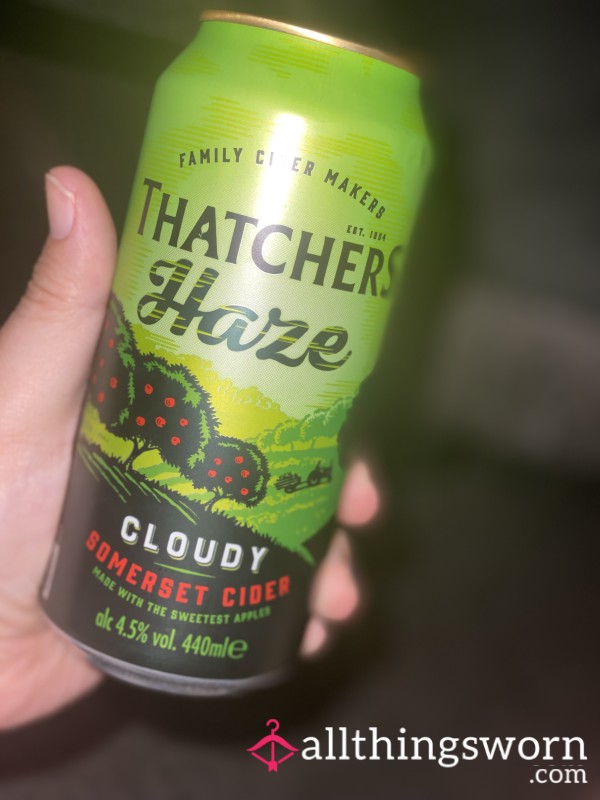 FAMILY CIDER MAKERS
EST. 1904
THATCHERS
Haze
CLOUDY
SOMERSET CIDER
MADE WITH THE SWEETEST APPLES
alc 4.5% vol. 440ml℮
allthingsworn
.com